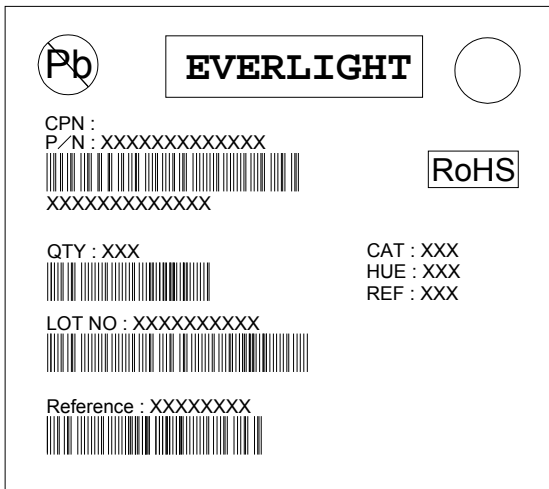 Pb
EVERLIGHT
CPN :
P/N : XXXXXXXXXXXXX
XXXXXXXXXXXXX
RoHS
QTY : XXX
CAT : XXX
HUE : XXX
REF : XXX
LOT NO : XXXXXXXXXX
Reference : XXXXXXXX